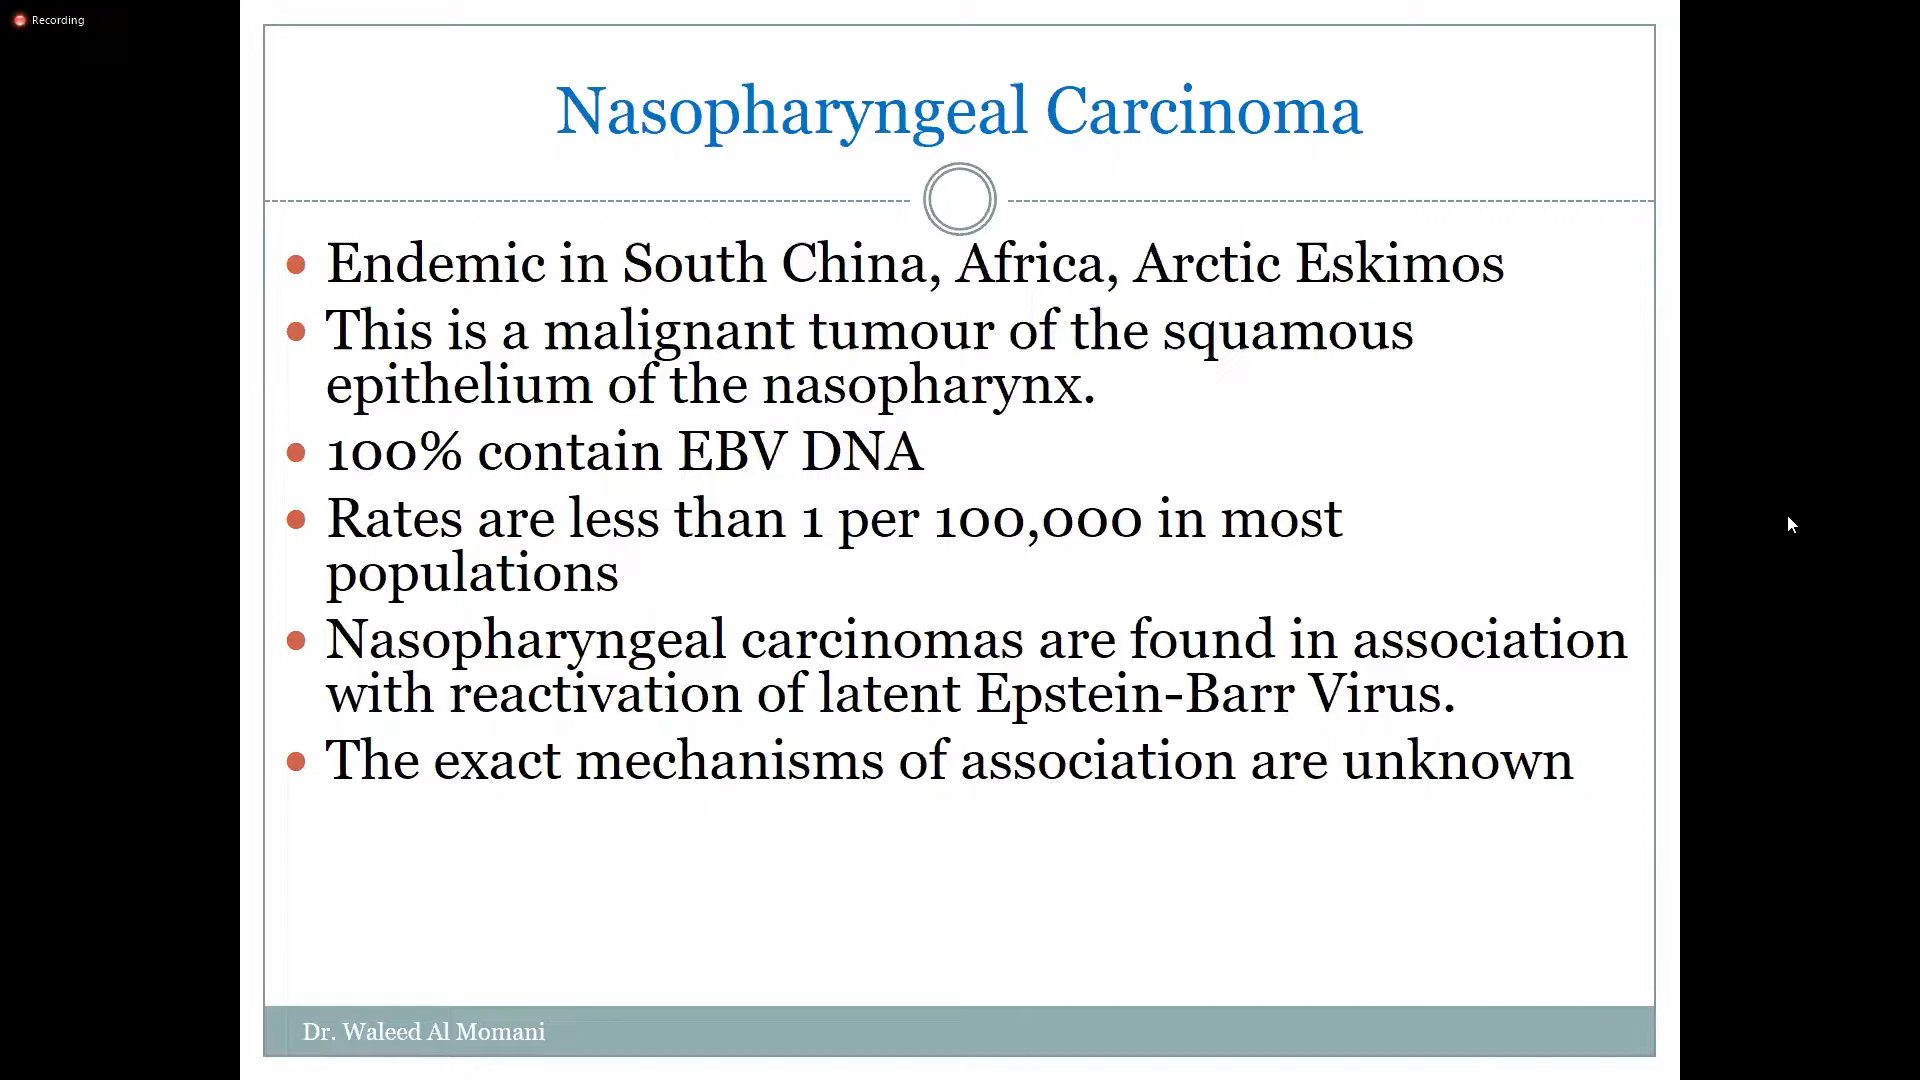 Recording
Nasopharyngeal Carcinoma
• Endemic in South China, Africa, Arctic Eskimos
• This is a malignant tumour of the squamous
epithelium of the nasopharynx.
• 100% contain EBV DNA
• Rates are less than 1 per 100,000 in most
populations
• Nasopharyngeal carcinomas are found in association
with reactivation of latent Epstein-Barr Virus.
• The exact mechanisms of association are unknown
Dr. Waleed Al Momani